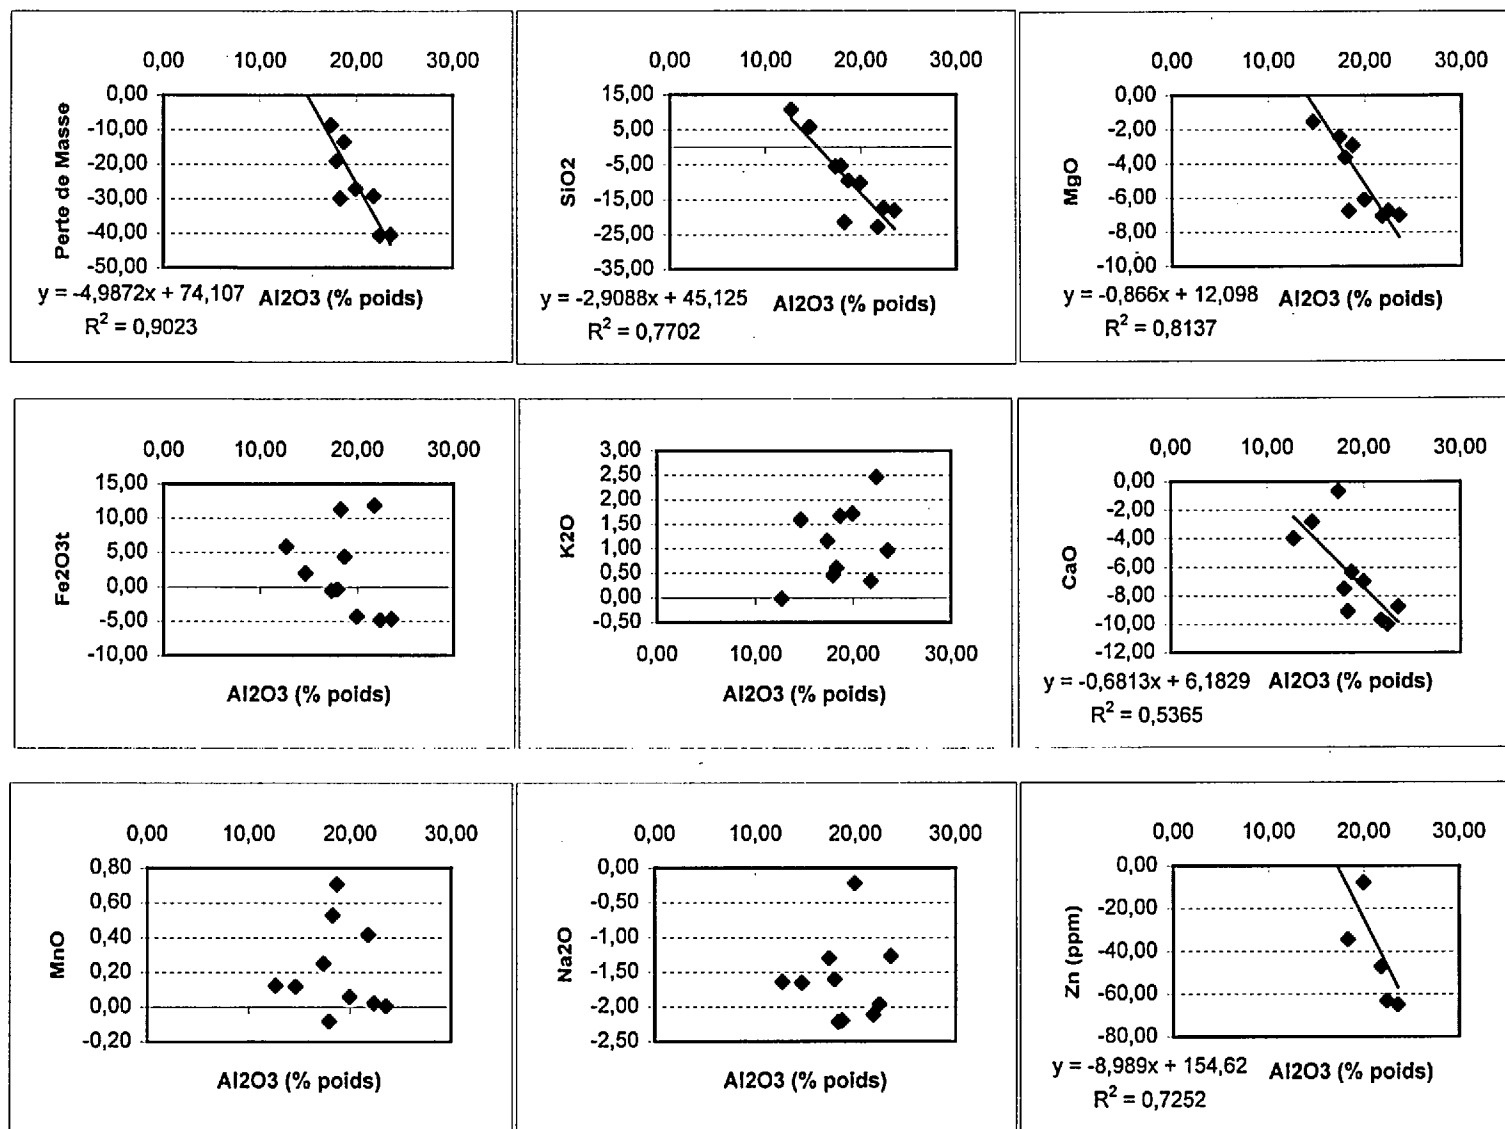 0,00 10,00 20,00 30,00
0,00
-10,00
-20,00
-30,00
-40,00
-50,00
Perte de Masse
y = -4,9872x + 74,107 Al2O3 (% poids)
R² = 0,9023
0,00 10,00 20,00 30,00
15,00
5,00
-5,00
-15,00
-25,00
-35,00
SiO2
y = -2,9088x + 45,125 Al2O3 (% poids)
R² = 0,7702
0,00 10,00 20,00 30,00
0,00
-2,00
-4,00
-6,00
-8,00
-10,00
MgO
y = -0,866x + 12,098 Al2O3 (% poids)
R² = 0,8137
0,00 10,00 20,00 30,00
15,00
10,00
5,00
0,00
-5,00
-10,00
Fe2O3t
Al2O3 (% poids)
3,00
2,50
2,00
1,50
1,00
0,50
0,00
-0,50
K2O
0,00 10,00 20,00 30,00
Al2O3 (% poids)
0,00 10,00 20,00 30,00
0,00
-2,00
-4,00
-6,00
-8,00
-10,00
-12,00
CaO
y = -0,6813x + 6,1829 Al2O3 (% poids)
R² = 0,5365
0,00 10,00 20,00 30,00
0,80
0,60
0,40
0,20
0,00
-0,20
MnO
Al2O3 (% poids)
0,00 10,00 20,00 30,00
0,00
-0,50
-1,00
-1,50
-2,00
-2,50
Na2O
Al2O3 (% poids)
0,00 10,00 20,00 30,00
0,00
-20,00
-40,00
-60,00
-80,00
Zn (ppm)
y = -8,989x + 154,62 Al2O3 (% poids)
R² = 0,7252